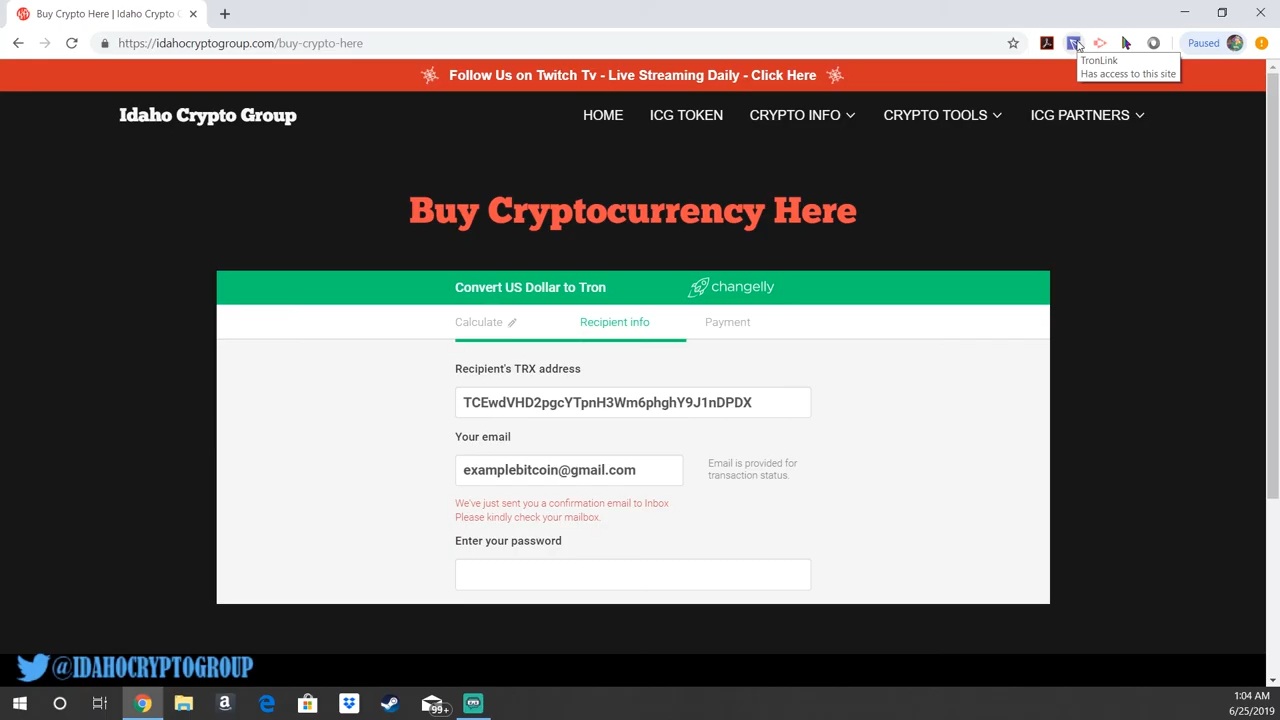 Buy Crypto Here | Idaho Crypto G
https://idahocryptogroup.com/buy-crypto-here
Paused
TronLink
Has access to this site
Follow Us on Twitch Tv - Live Streaming Daily - Click Here
Idaho Crypto Group
HOME
ICG TOKEN
CRYPTO INFO
CRYPTO TOOLS
ICG PARTNERS
Buy Cryptocurrency Here
Convert US Dollar to Tron
changelly
Calculate
Recipient info
Payment
Recipient's TRX address
TCEwdVHD2pgcYTpnH3Wm6phghY9J1nDPDX
Your email
examplebitcoin@gmail.com
Email is provided for
transaction status.
We've just sent you a confirmation email to Inbox
Please kindly check your mailbox.
Enter your password
@IDAHOCRYPTOGROUP
99+
1:04 AM
6/25/2019